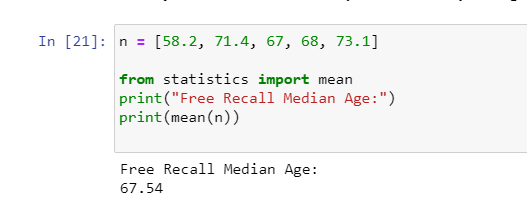 In [21]: n = [58.2, 71.4, 67, 68, 73.1]
from statistics import mean
print("Free Recall Median Age:")
print(mean(n))
Free Recall Median Age:
67.54